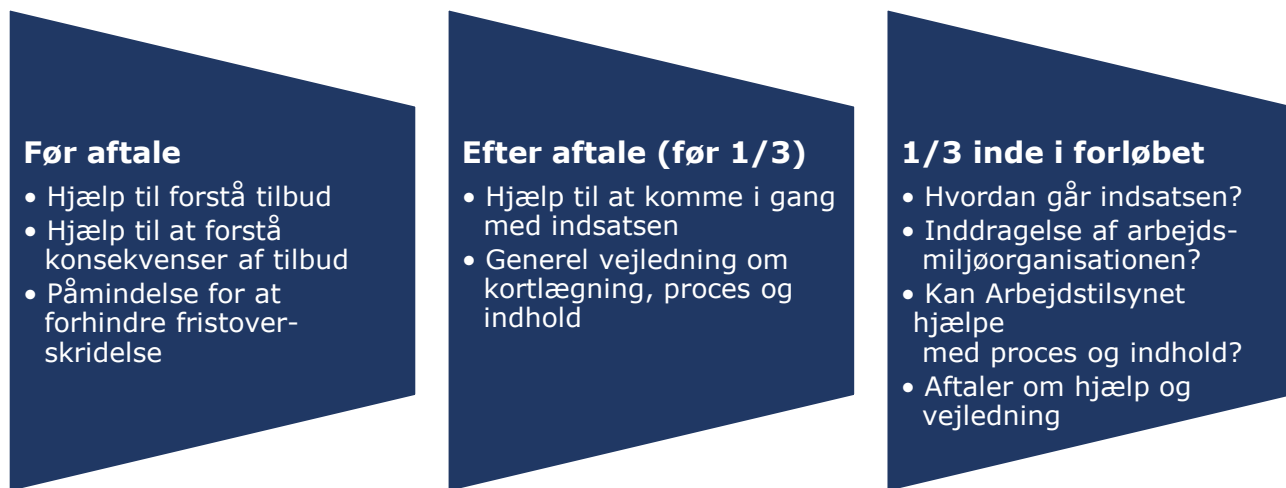 Før aftale
• Hjælp til forstå tilbud
• Hjælp til at forstå
konsekvenser af tilbud
• Påmindelse for at
forhindre fristover-
skridelse
Efter aftale (før 1/3)
• Hjælp til at komme i gang
med indsatsen
• Generel vejledning om
kortlægning, proces og
indhold
1/3 inde i forløbet
• Hvordan går indsatsen?
• Inddragelse af arbejds-
miljøorganisationen?
• Kan Arbejdstilsynet
hjælpe
med proces og indhold?
• Aftaler om hjælp og
vejledning